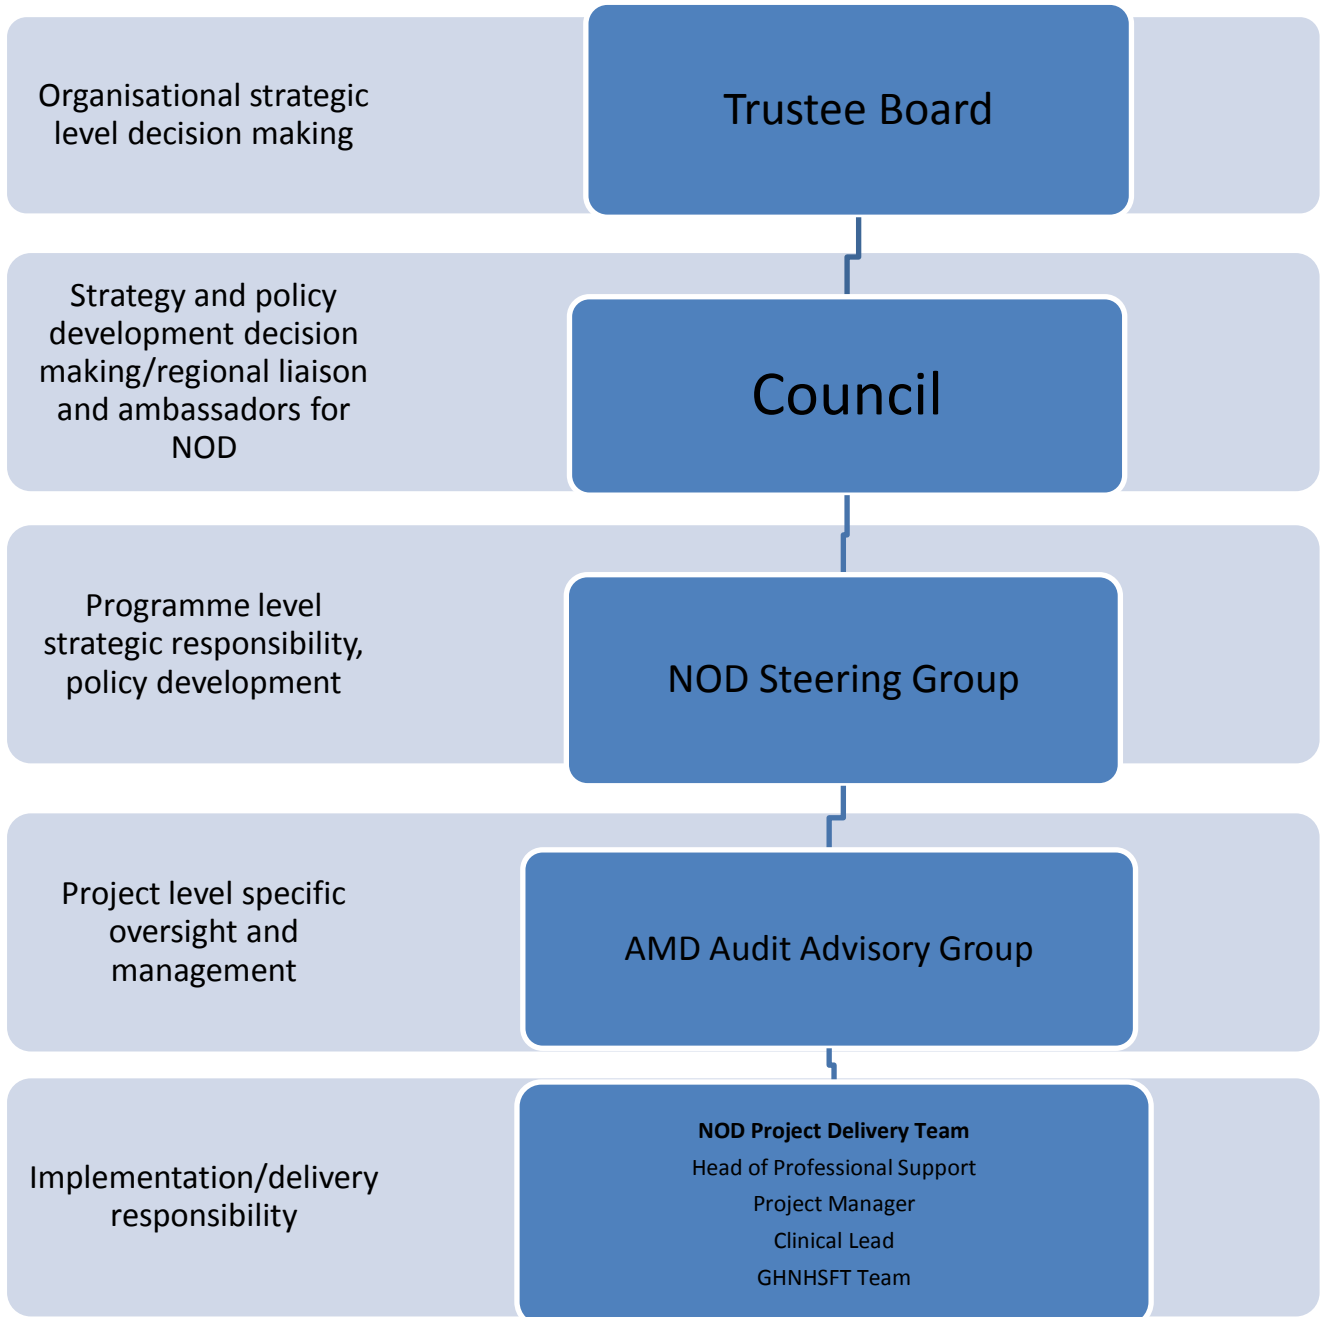 Organisational strategic
level decision making
Trustee Board
Strategy and policy
development decision
making/regional liaison
and ambassadors for
NOD
Council
Programme level
strategic responsibility,
policy development
NOD Steering Group
Project level specific
oversight and
management
AMD Audit Advisory Group
Implementation/delivery
responsibility
NOD Project Delivery Team
Head of Professional Support
Project Manager
Clinical Lead
GHNHSFT Team